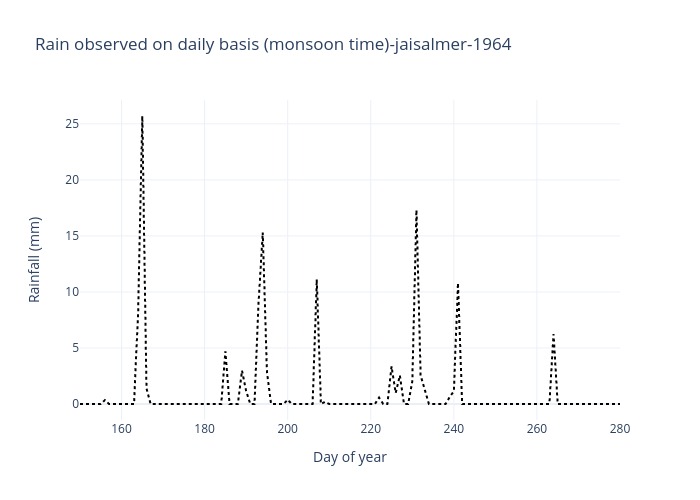 Rain observed on daily basis (monsoon time)-jaisalmer-1964
25
20
15
10
5
0
Rainfall (mm)
160 180 200 220 240 260 280
Day of year